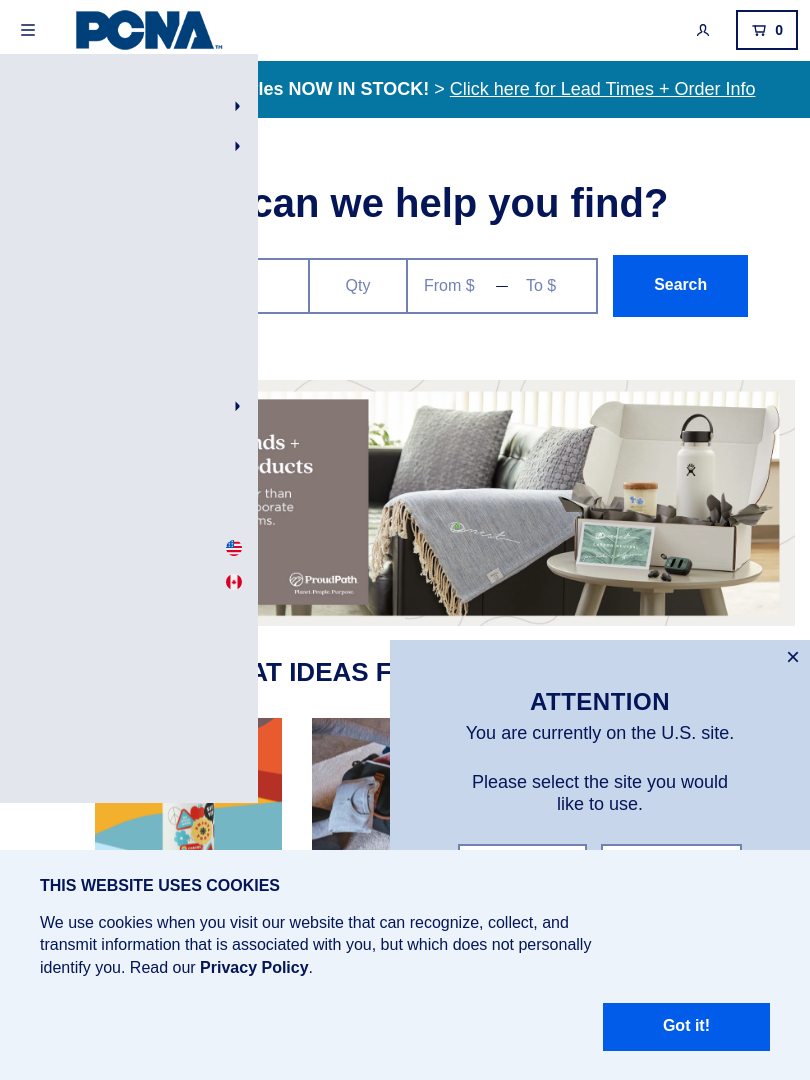 PCNA™
0
les NOW IN STOCK! > Click here for Lead Times + Order Info
can we help you find?
Qty
From $
To $
Search
nds +
ducts
r than
porate
ms.
ProudPath
Planet. People. Purpose.
AT IDEAS F
ATTENTION
You are currently on the U.S. site.
Please select the site you would
like to use.
THIS WEBSITE USES COOKIES
We use cookies when you visit our website that can recognize, collect, and
transmit information that is associated with you, but which does not personally
identify you. Read our Privacy Policy.
Got it!